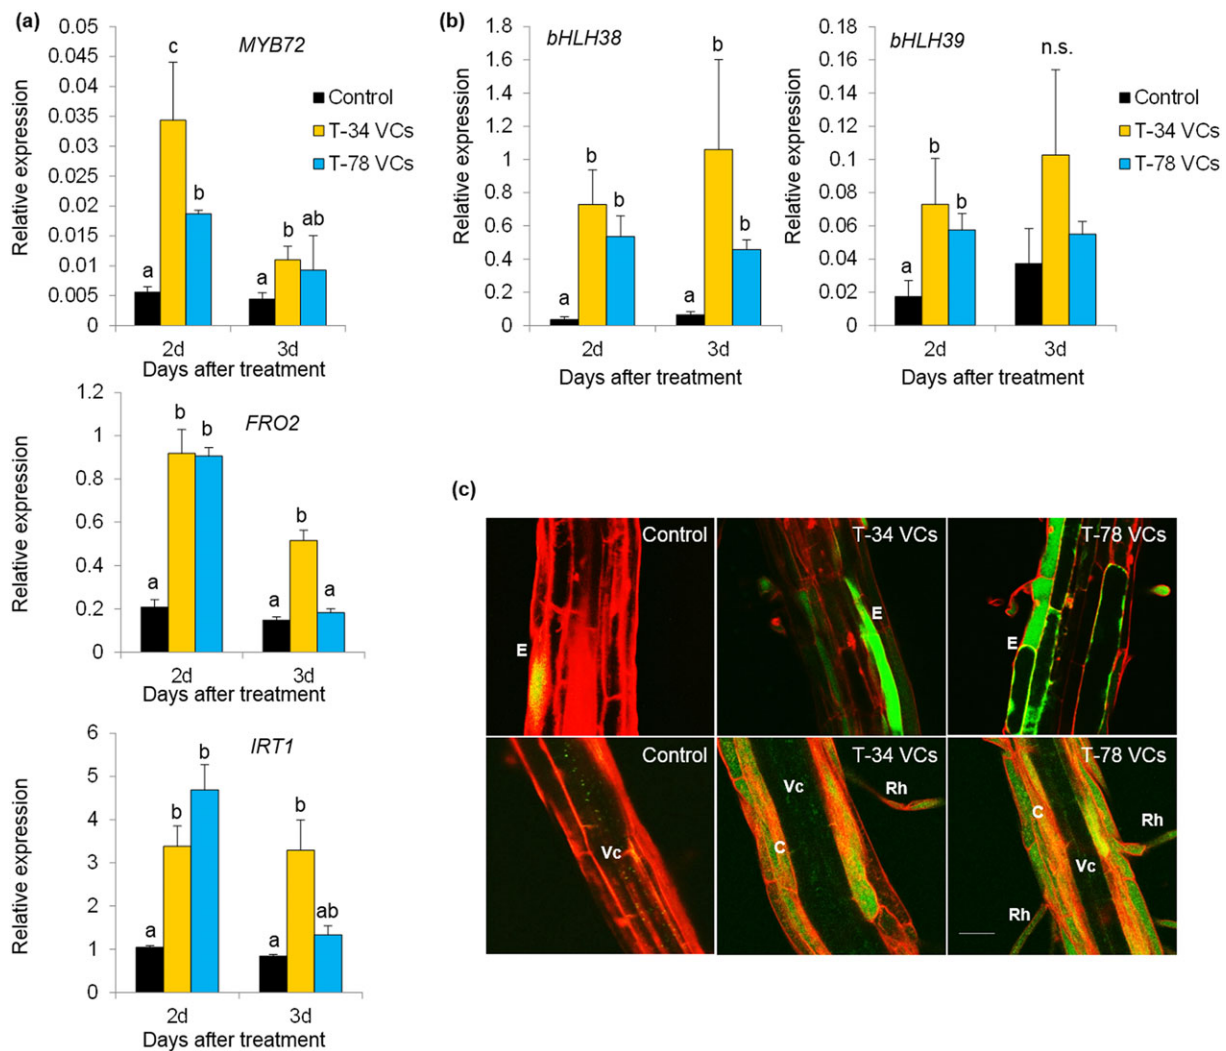 (a)
MYB72
0.05
0.045
0.04
0.035
0.03
0.025
0.02
0.015
0.01
0.005
0
Relative expression
c
b
a
a
b
ab
Control
T-34 VCs
T-78 VCs
2d 3d
Days after treatment
FRO2
1.2
1
0.8
0.6
0.4
0.2
0
Relative expression
a
b
b
a
b
a
2d 3d
Days after treatment
IRT1
6
5
4
3
2
1
0
Relative expression
a
b
b
a
b
ab
2d 3d
Days after treatment
(b)
bHLH38
1.8
1.6
1.4
1.2
1
0.8
0.6
0.4
0.2
0
Relative expression
a
b
b
a
b
b
2d 3d
Days after treatment
bHLH39
0.18
0.16
0.14
0.12
0.1
0.08
0.06
0.04
0.02
0
Relative expression
a
b
b
n.s.
Control
T-34 VCs
T-78 VCs
2d 3d
Days after treatment
(c)
Control
E
T-34 VCs
E
T-78 VCs
E
Control
Vc
T-34 VCs
Vc
Rh
C
T-78 VCs
C
Rh
Vc
Rh